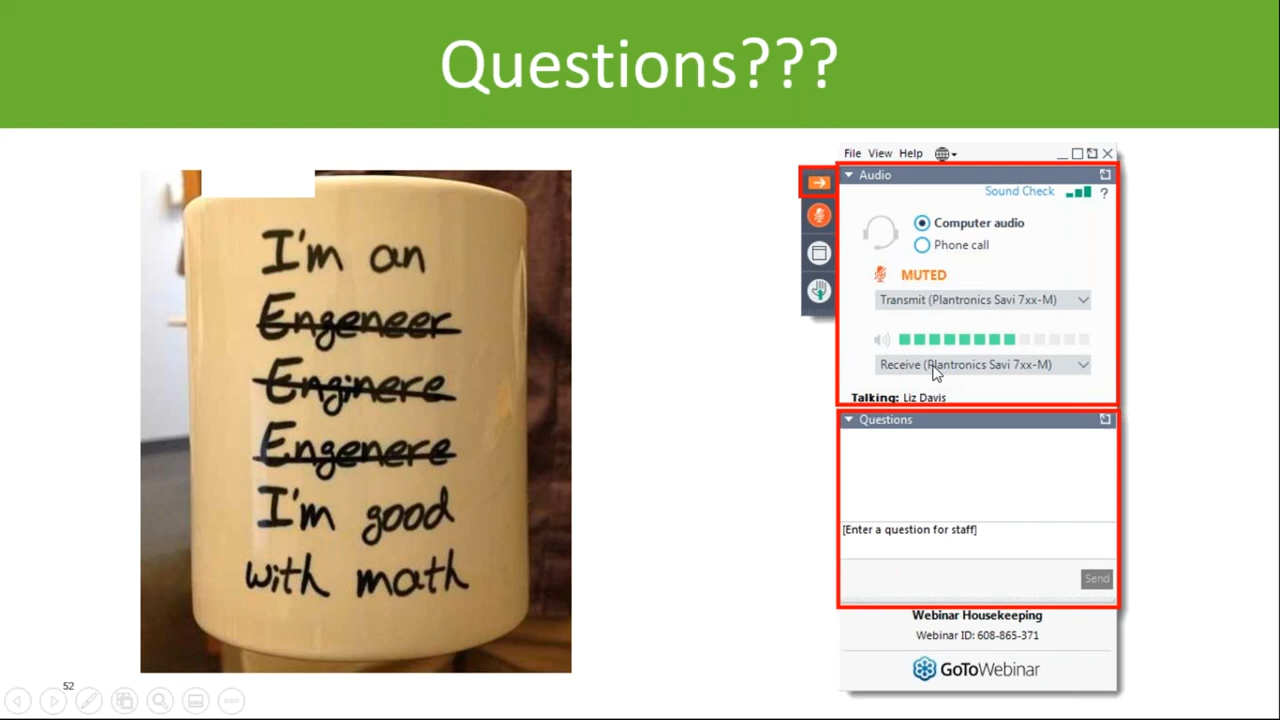 Questions???
I'm an
Engeneer
Enginere
Engenere
I'm good
with math
File View Help
Audio
Sound Check ?
Computer audio
Phone call
MUTED
Transmit (Plantronics Savi 7xx-M)
Receive (Plantronics Savi 7xx-M)
Talking: Liz Davis
Questions
[Enter a question for staff]
Send
Webinar Housekeeping
Webinar ID: 608-865-371
GoToWebinar
52